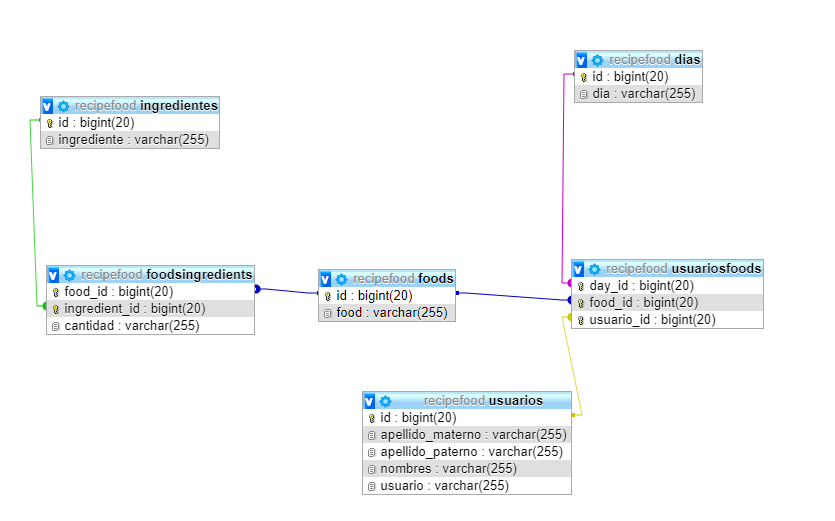 recipefood dias
id : bigint(20)
dia : varchar(255)
recipefood ingredientes
id : bigint(20)
ingrediente : varchar(255)
recipefood foodsingredients
food_id : bigint(20)
ingredient_id : bigint(20)
cantidad : varchar(255)
recipefood foods
id : bigint(20)
food : varchar(255)
recipefood usuariosfoods
day_id : bigint(20)
food_id : bigint(20)
usuario_id : bigint(20)
recipefood usuarios
id : bigint(20)
apellido_materno : varchar(255)
apellido_paterno : varchar(255)
nombres : varchar(255)
usuario : varchar(255)